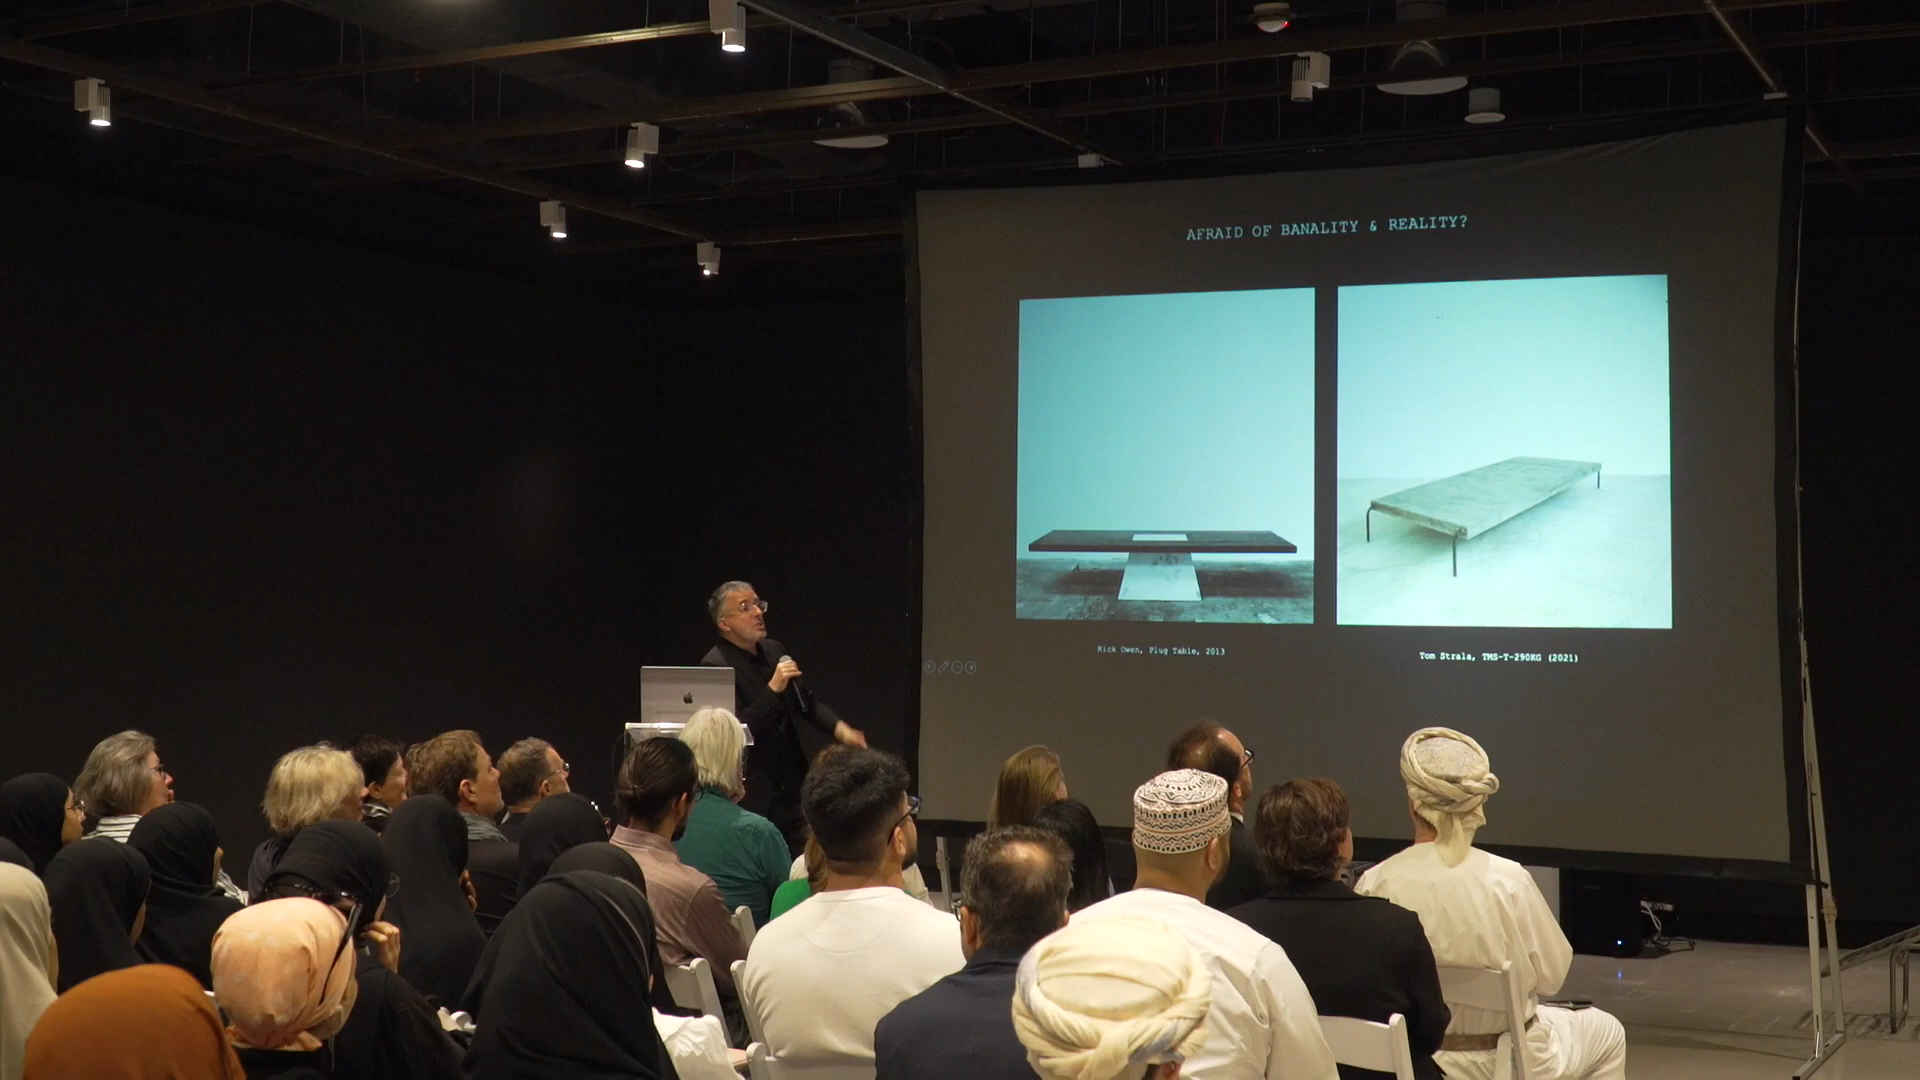 AFRAID OF BANALITY & REALITY?
Rick Owen, Plug Table, 2013
Tom Strala, TMS-T-290KG (2021)